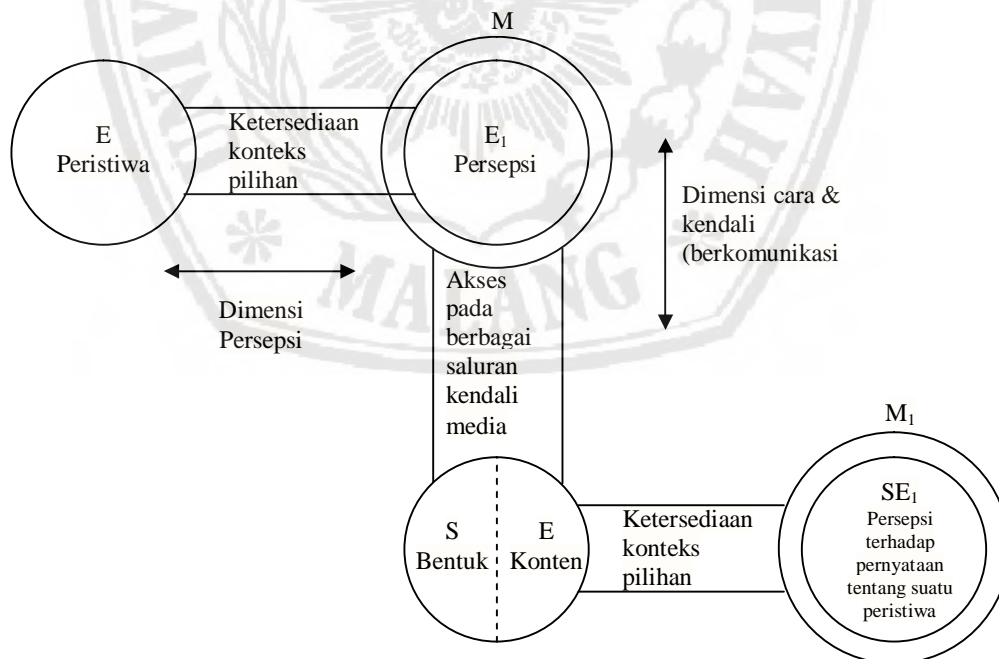 M
E
Peristiwa
Ketersediaan
konteks
pilihan
E₁
Persepsi
Dimensi cara &
kendali
(berkomunikasi
Dimensi
Persepsi
Akses
pada
berbagai
saluran
kendali
media
MALANG
M₁
S
Bentuk
E
Konten
Ketersediaan
konteks
pilihan
SE₁
Persepsi
terhadap
pernyataan
tentang suatu
peristiwa